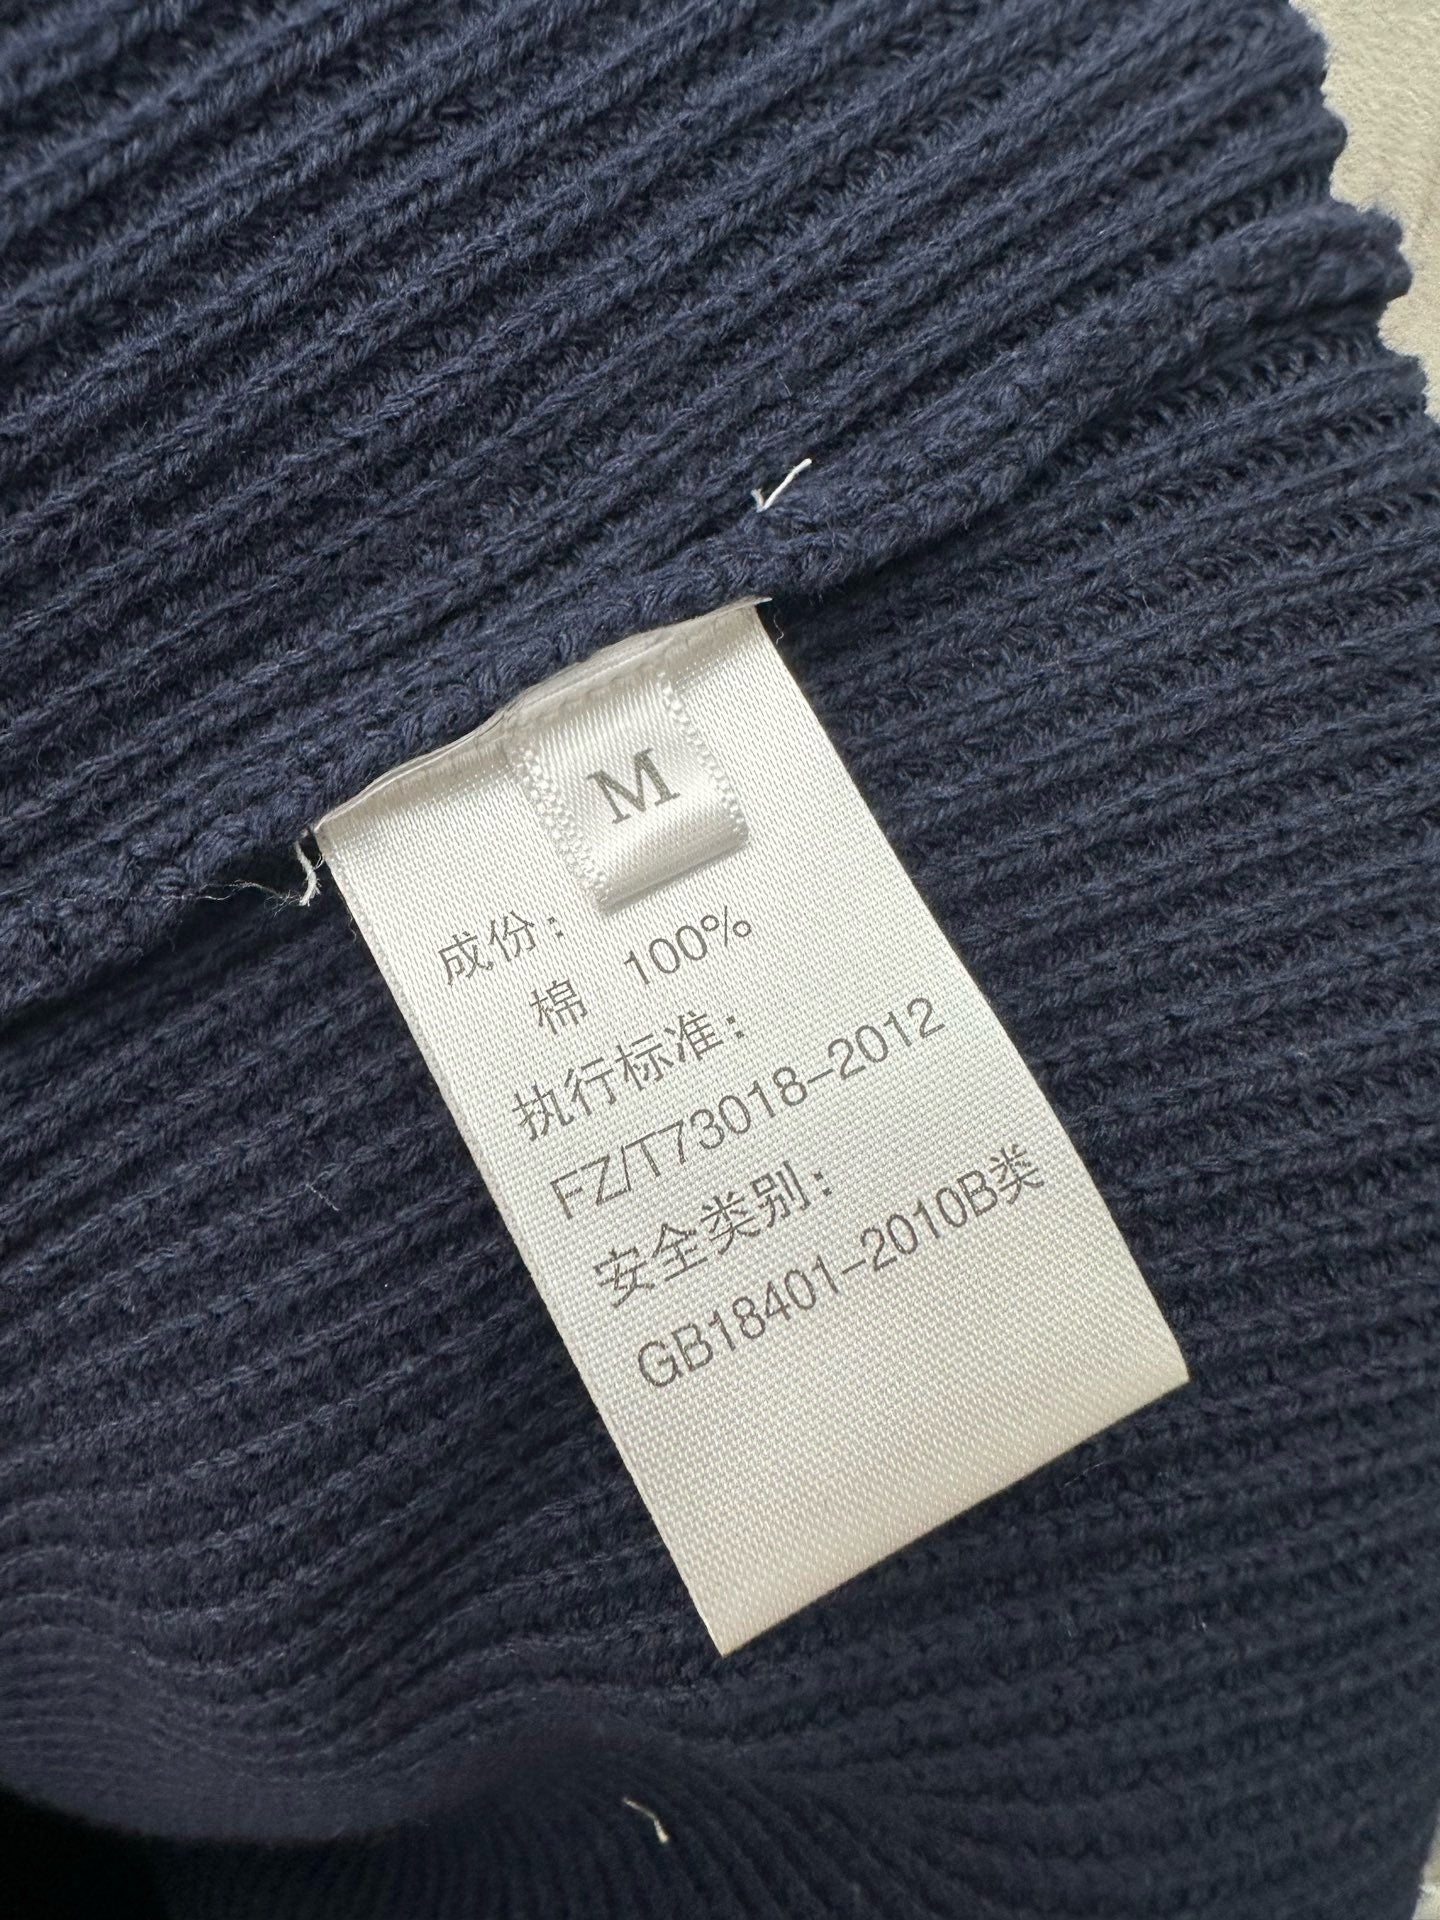 M
成份：
棉 100%
执行标准：
FZ/T73018-2012
安全类别：
GB18401-2010B类